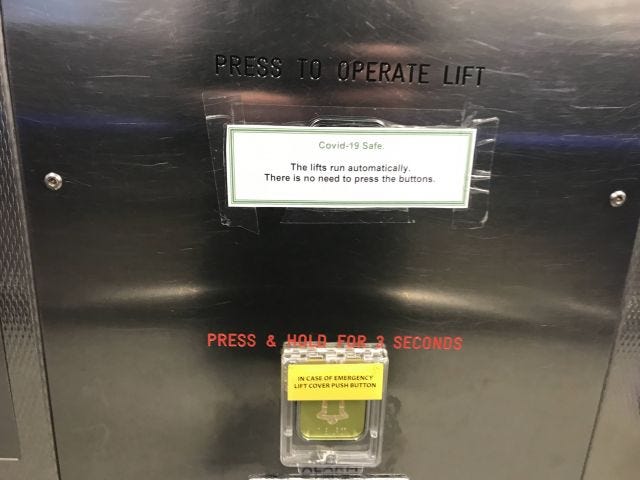 PRESS TO OPERATE LIFT
Covid-19 Safe.
The lifts run automatically.
There is no need to press the buttons.
PRESS & HOLD FOR 3 SECONDS
IN CASE OF EMERGENCY
LIFT COVER PUSH BUTTON